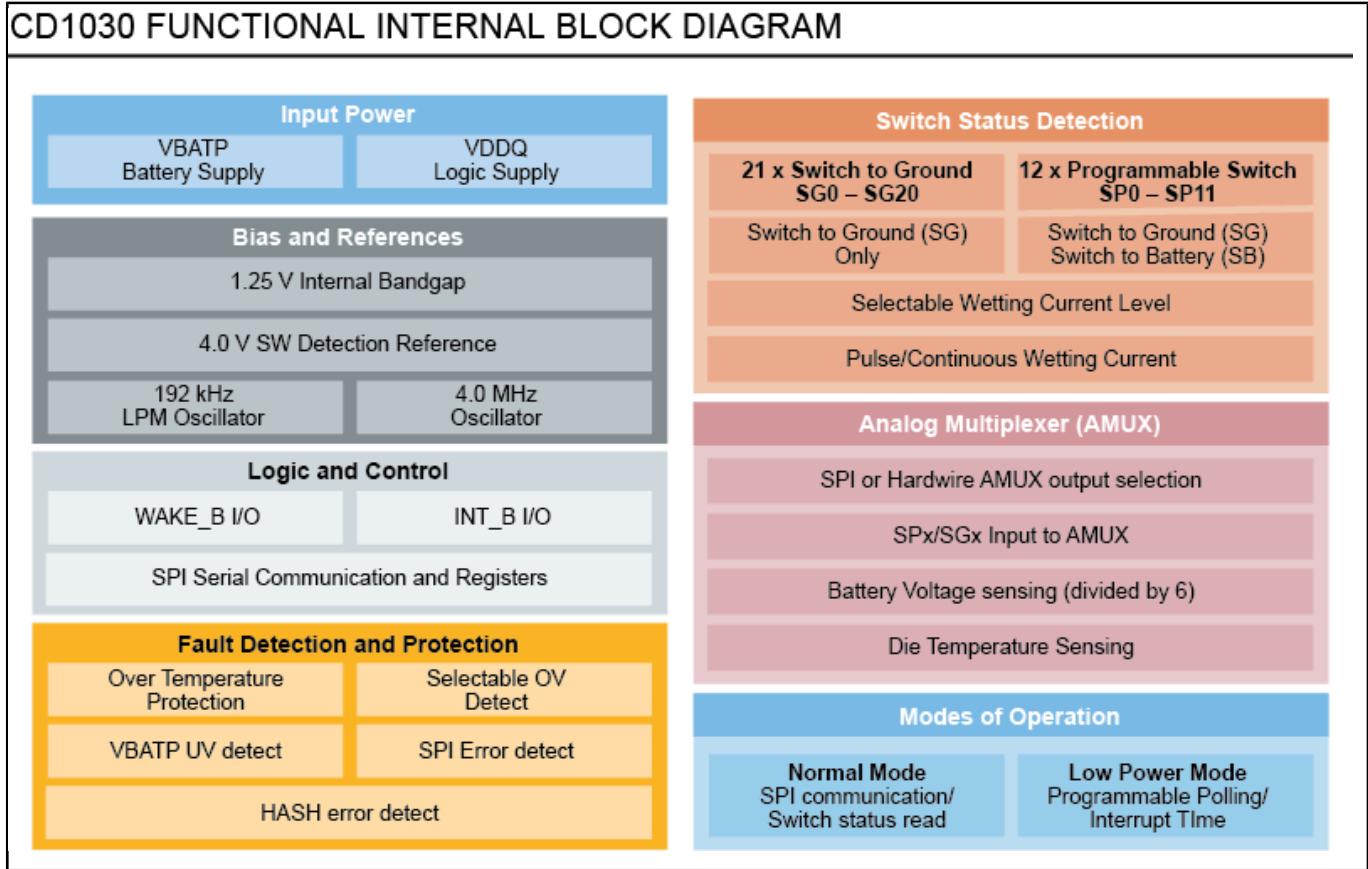 CD1030 FUNCTIONAL INTERNAL BLOCK DIAGRAM
Input Power
VBATP
Battery Supply
VDDQ
Logic Supply
Bias and References
1.25 V Internal Bandgap
4.0 V SW Detection Reference
192 kHz
LPM Oscillator
4.0 MHz
Oscillator
Logic and Control
WAKE_B I/O
INT_B I/O
SPI Serial Communication and Registers
Fault Detection and Protection
Over Temperature
Protection
Selectable OV
Detect
VBATP UV detect
SPI Error detect
HASH error detect
Switch Status Detection
21 x Switch to Ground
SG0 – SG20
12 x Programmable Switch
SP0 – SP11
Switch to Ground (SG)
Only
Switch to Ground (SG)
Switch to Battery (SB)
Selectable Wetting Current Level
Pulse/Continuous Wetting Current
Analog Multiplexer (AMUX)
SPI or Hardwire AMUX output selection
SPx/SGx Input to AMUX
Battery Voltage sensing (divided by 6)
Die Temperature Sensing
Modes of Operation
Normal Mode
SPI communication/
Switch status read
Low Power Mode
Programmable Polling/
Interrupt TIme